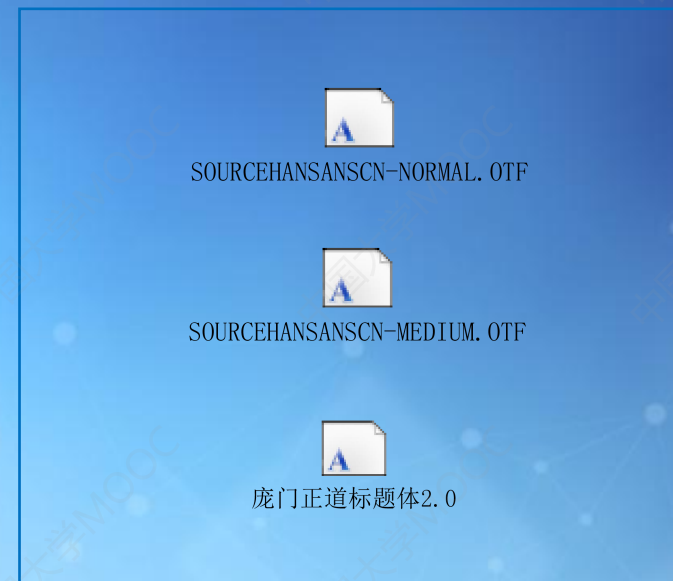 SOURCEHANSANSCN-NORMAL.OTF
SOURCEHANSANSCN-MEDIUM.OTF
庞门正道标题体2.0